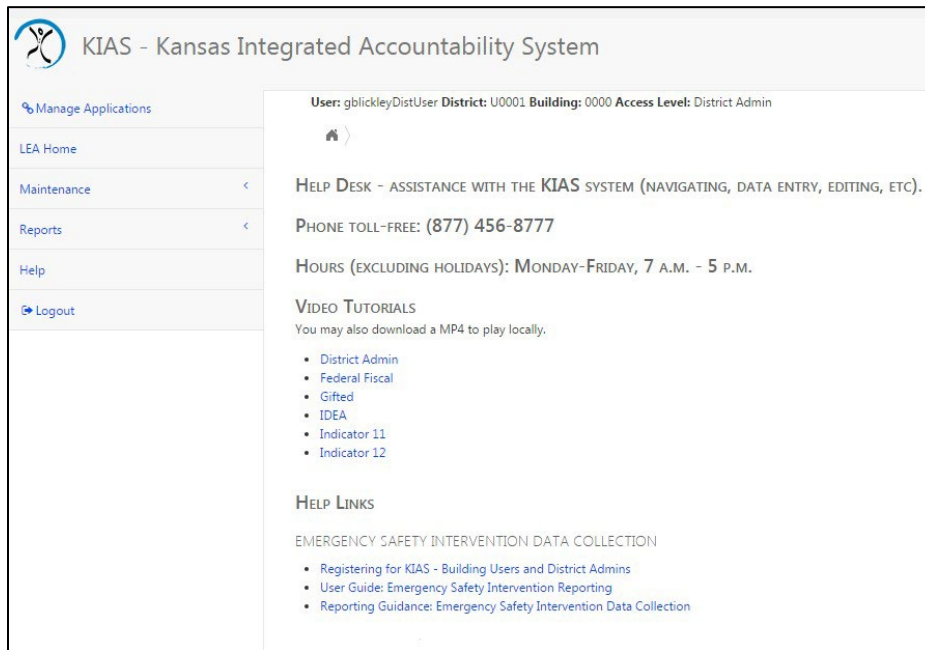 KIAS - Kansas Integrated Accountability System
Manage Applications
LEA Home
Maintenance
Reports
Help
Logout
User: gblickleyDistUser District: U0001 Building: 0000 Access Level: District Admin
Help Desk - assistance with the KIAS system (navigating, data entry, editing, etc).
Phone toll-free: (877) 456-8777
Hours (excluding holidays): Monday-Friday, 7 a.m. - 5 p.m.
Video Tutorials
You may also download a MP4 to play locally.
District Admin
Federal Fiscal
Gifted
IDEA
Indicator 11
Indicator 12
Help Links
EMERGENCY SAFETY INTERVENTION DATA COLLECTION
Registering for KIAS - Building Users and District Admins
User Guide: Emergency Safety Intervention Reporting
Reporting Guidance: Emergency Safety Intervention Data Collection